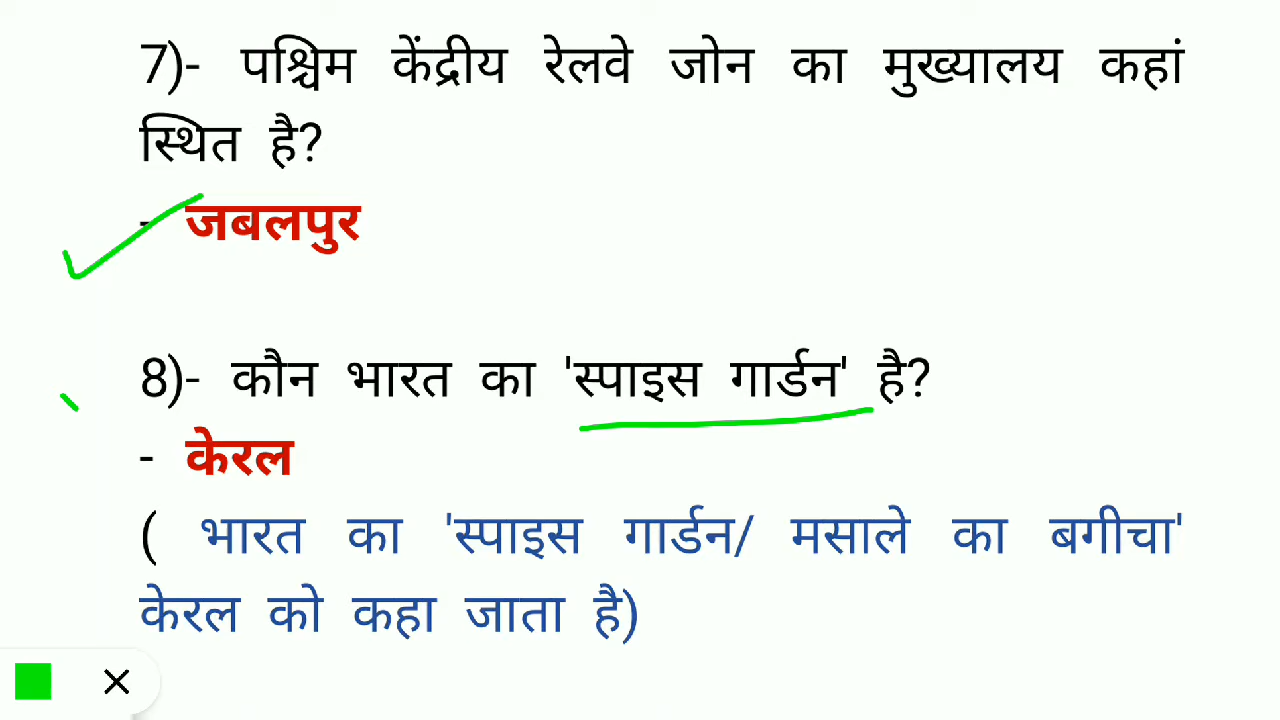 7)- पश्चिम केंद्रीय रेलवे जोन का मुख्यालय कहां
स्थित है?
- जबलपुर
8)- कौन भारत का 'स्पाइस गार्डन' है?
- केरल
( भारत का 'स्पाइस गार्डन/ मसाले का बगीचा'
केरल को कहा जाता है)